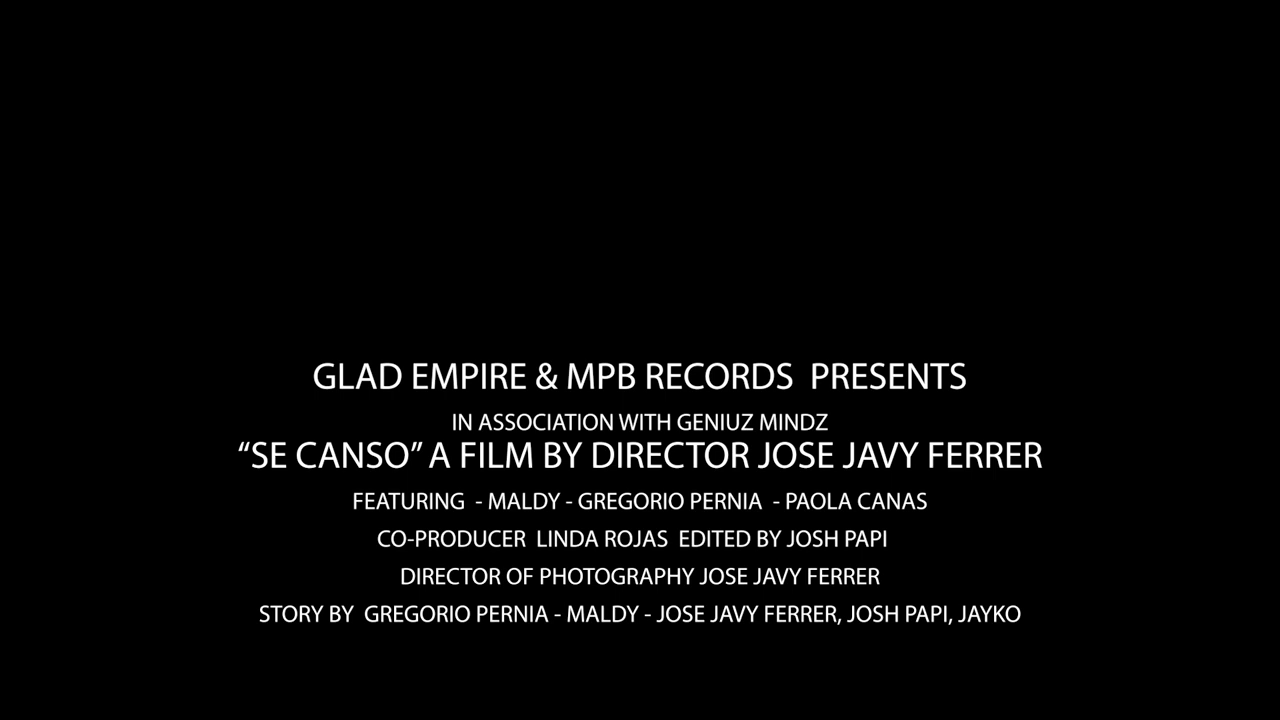 GLAD EMPIRE & MPB RECORDS  PRESENTS
IN ASSOCIATION WITH GENIUZ MINDZ
“SE CANSO” A FILM BY DIRECTOR JOSE JAVY FERRER
FEATURING  - MALDY - GREGORIO PERNIA  - PAOLA CANAS
CO-PRODUCER  LINDA ROJAS  EDITED BY JOSH PAPI
DIRECTOR OF PHOTOGRAPHY JOSE JAVY FERRER
STORY BY  GREGORIO PERNIA - MALDY - JOSE JAVY FERRER, JOSH PAPI, JAYKO